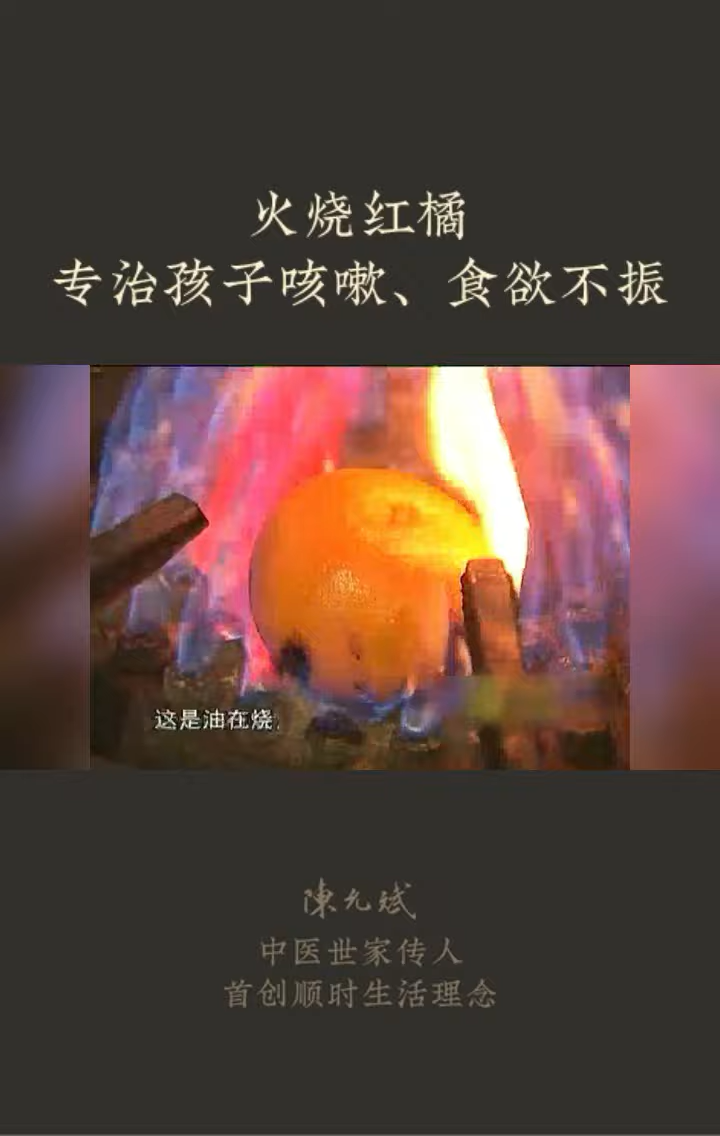 火烧红橘
专治孩子咳嗽、食欲不振
这是油在烧
陳允斌
中医世家传人
首创顺时生活理念